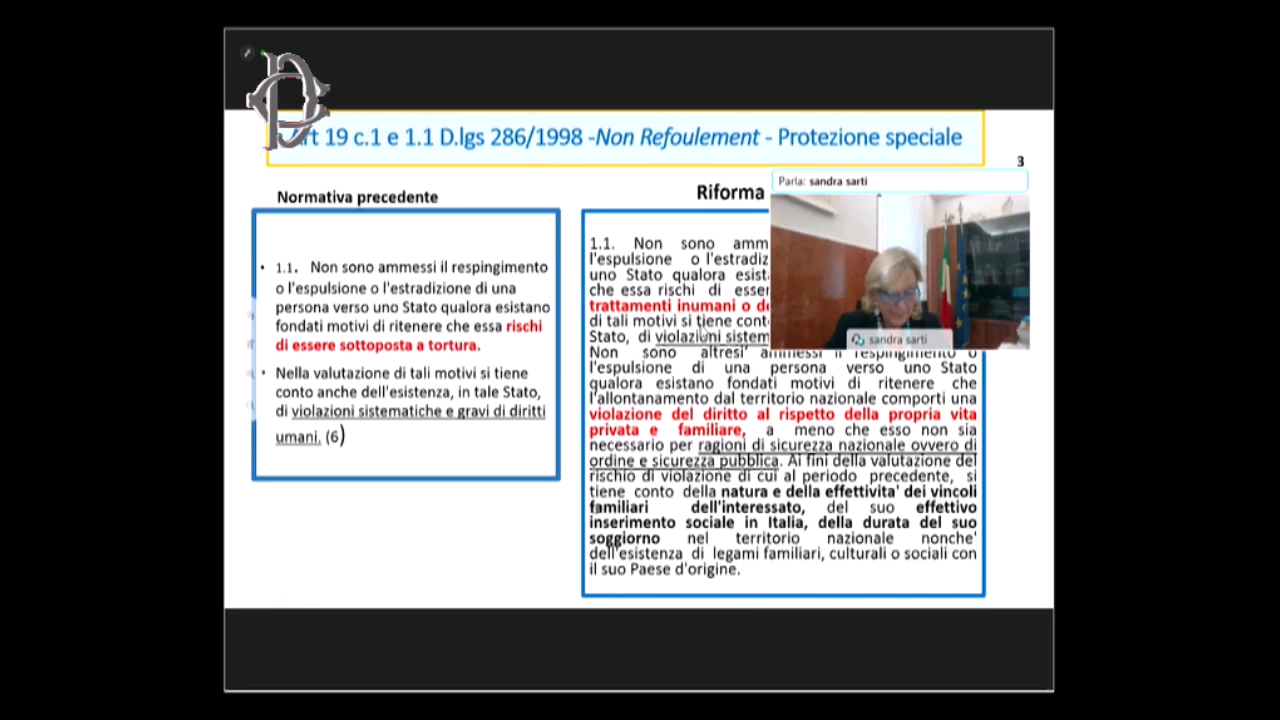 Art 19 c.1 e 1.1 D.lgs 286/1998 -Non Refoulement - Protezione speciale
3
Parla: sandra sarti
sandra sarti
Normativa precedente
• 1.1. Non sono ammessi il respingimento
o l'espulsione o l'estradizione di una
persona verso uno Stato qualora esistano
fondati motivi di ritenere che essa rischi
di essere sottoposta a tortura.
• Nella valutazione di tali motivi si tiene
conto anche dell'esistenza, in tale Stato,
di violazioni sistematiche e gravi di diritti
umani. (6)
Riforma
1.1. Non sono amm
l'espulsione o l'estradiz
uno Stato qualora esist
che essa rischi di esser
trattamenti inumani o de
di tali motivi si tiene cont
Stato, di violazioni sistem
Non sono altresi' ammessi il respingimento o
l'espulsione di una persona verso uno Stato
qualora esistano fondati motivi di ritenere che
l'allontanamento dal territorio nazionale comporti una
violazione del diritto al rispetto della propria vita
privata e familiare, a meno che esso non sia
necessario per ragioni di sicurezza nazionale ovvero di
ordine e sicurezza pubblica. Ai fini della valutazione del
rischio di violazione di cui al periodo precedente, si
tiene conto della natura e della effettivita' dei vincoli
familiari dell'interessato, del suo effettivo
inserimento sociale in Italia, della durata del suo
soggiorno nel territorio nazionale nonche'
dell'esistenza di legami familiari, culturali o sociali con
il suo Paese d'origine.